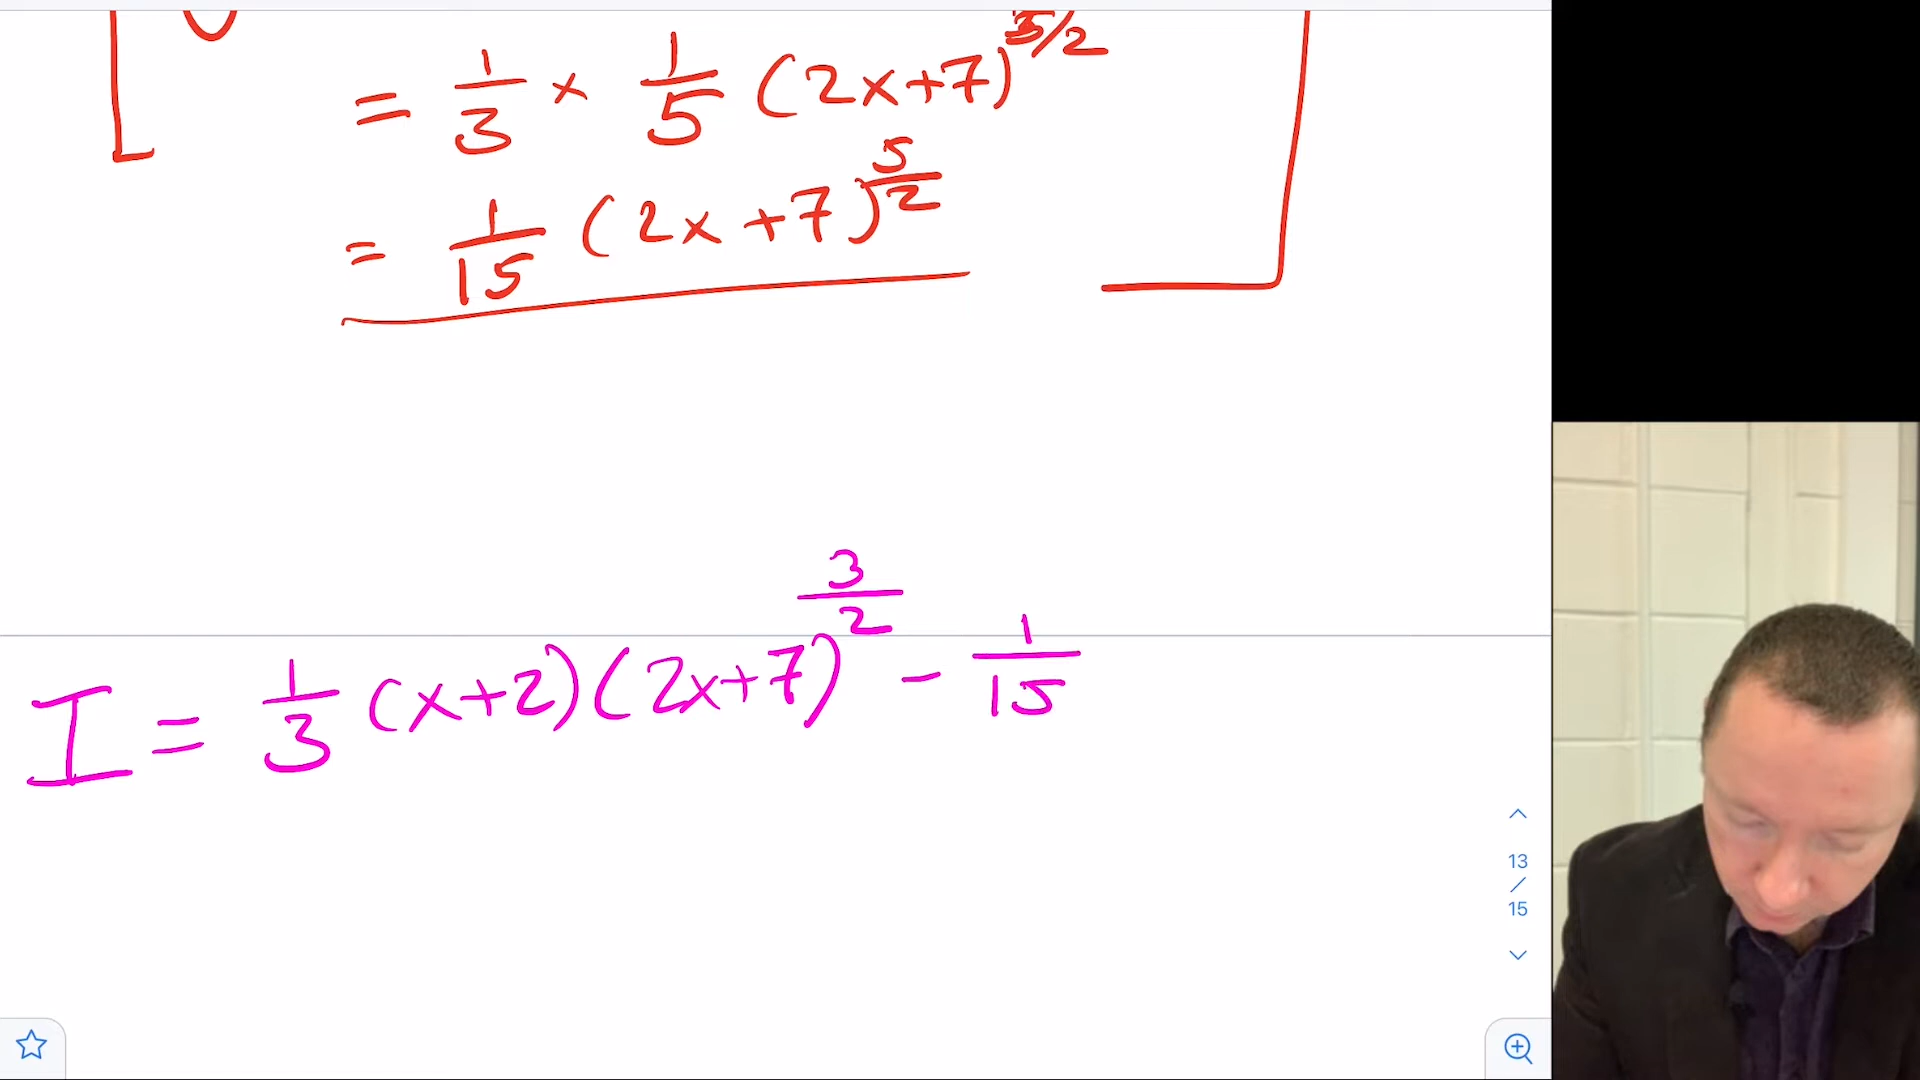 = 1/3 × 1/5 (2x+7)^5/2
= 1/15 (2x+7)^5/2
I = 1/3 (x+2)(2x+7)^3/2 - 1/15
13
/
15